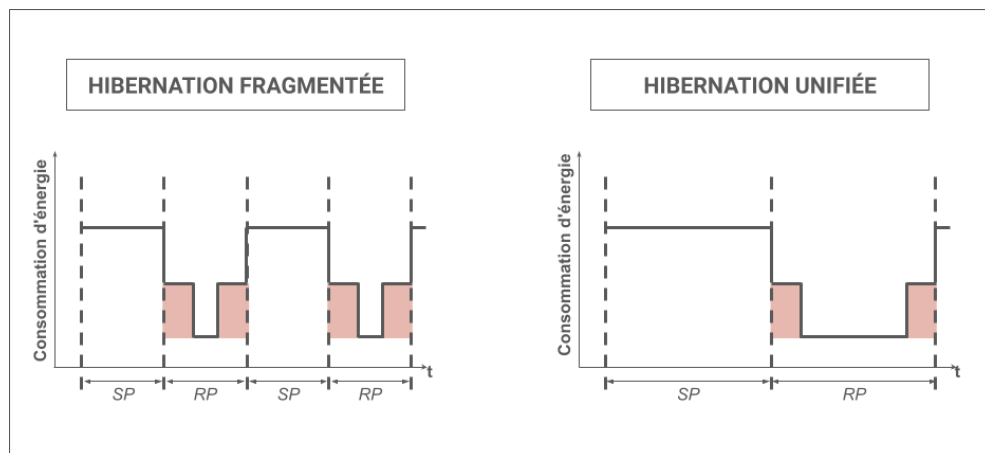 HIBERNATION FRAGMENTÉE
Consommation d'énergie
t
SP
RP
SP
RP
HIBERNATION UNIFIÉE
Consommation d'énergie
t
SP
RP